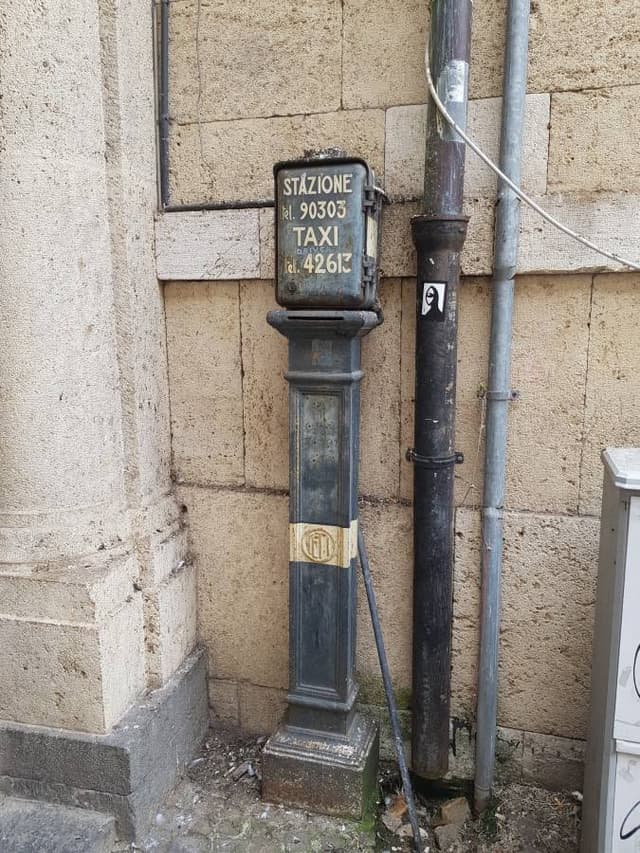 STAZIONE
Tel. 90303
TAXI
Tel. 42613